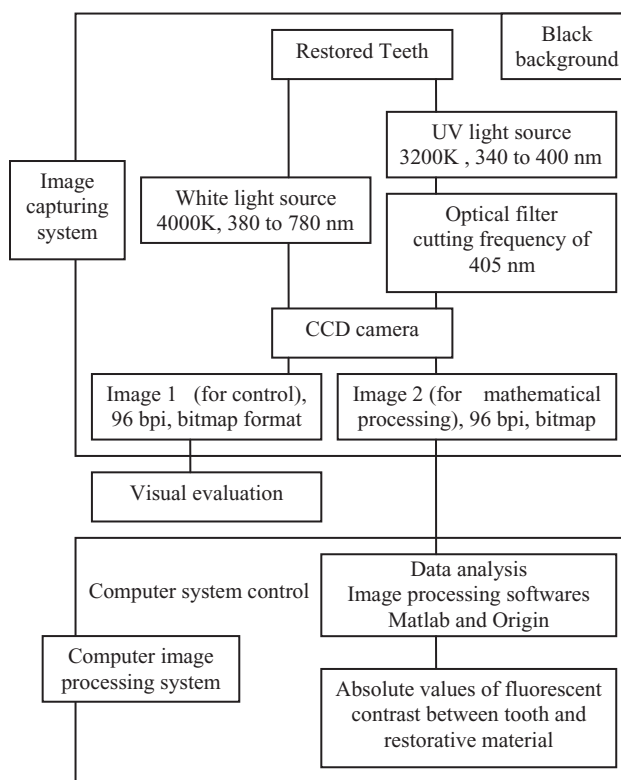 Black
background
Restored Teeth
UV light source
3200K , 340 to 400 nm
Image
capturing
system
White light source
4000K, 380 to 780 nm
Optical filter
cutting frequency of
405 nm
CCD camera
Image 1 (for control),
96 bpi, bitmap format
Image 2 (for mathematical
processing), 96 bpi, bitmap
Visual evaluation
Computer system control
Data analysis
Image processing softwares
Matlab and Origin
Computer image
processing system
Absolute values of fluorescent
contrast between tooth and
restorative material